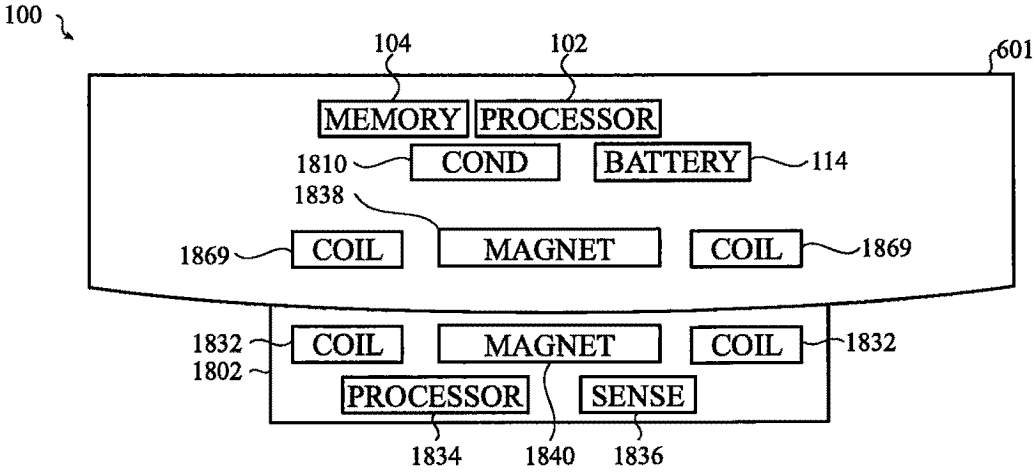 100
104 102 601
MEMORY PROCESSOR
1810 COND BATTERY 114
1838
1869 COIL MAGNET COIL 1869
1832 COIL MAGNET COIL 1832
1802
PROCESSOR SENSE
1834 1840 1836